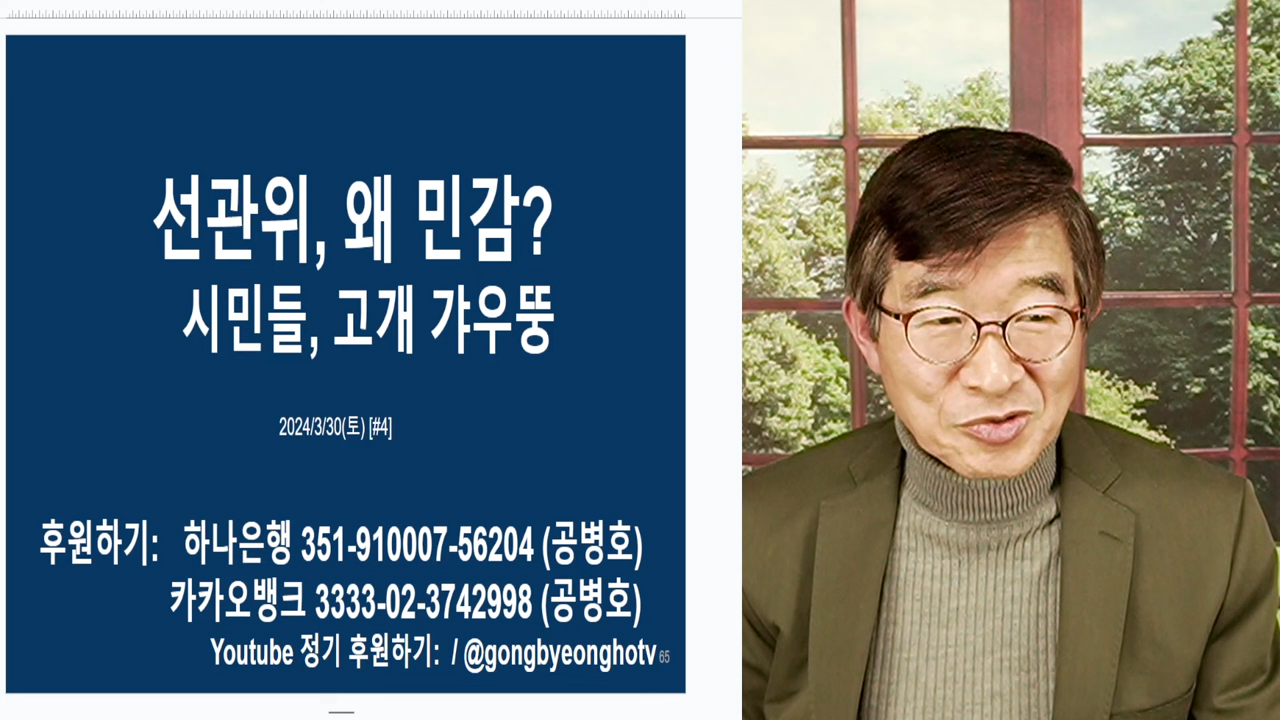 선관위, 왜 민감?
시민들, 고개 갸우뚱
2024/3/30(토) [#4]
후원하기: 하나은행 351-910007-56204 (공병호)
카카오뱅크 3333-02-3742998 (공병호)
Youtube 정기 후원하기: / @gongbyeonghotv
65